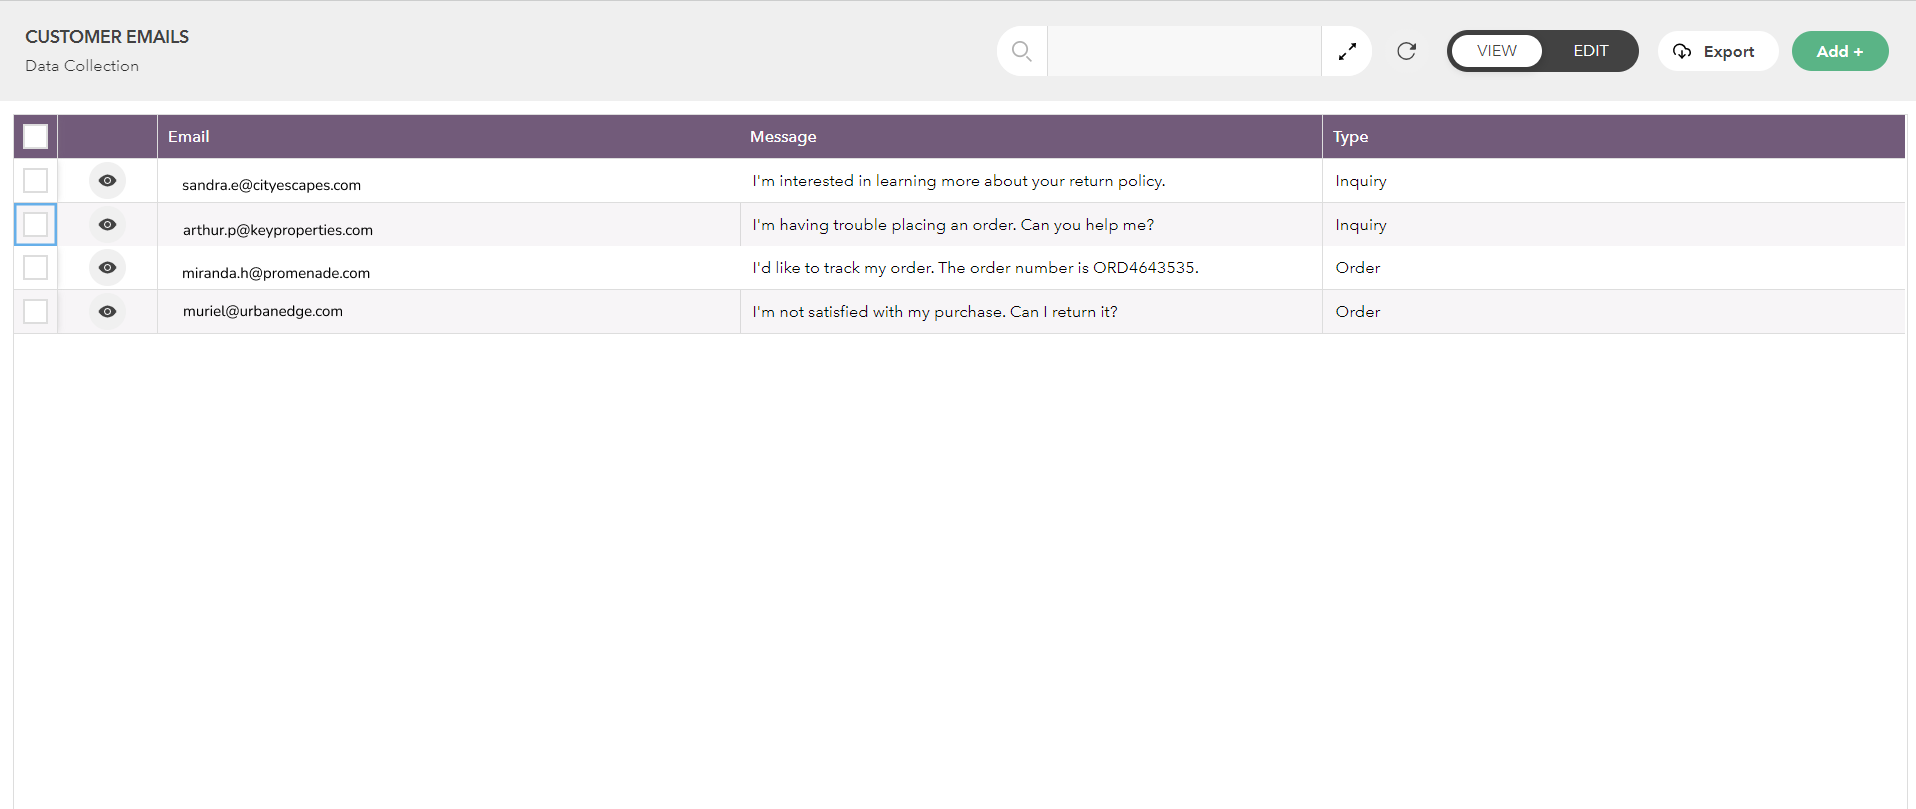 CUSTOMER EMAILS
Data Collection
VIEW EDIT Export Add +
Email Message Type
sandra.e@cityescapes.com I'm interested in learning more about your return policy. Inquiry
arthur.p@keyproperties.com I'm having trouble placing an order. Can you help me? Inquiry
miranda.h@promenade.com I'd like to track my order. The order number is ORD4643535. Order
muriel@urbanedge.com I'm not satisfied with my purchase. Can I return it? Order